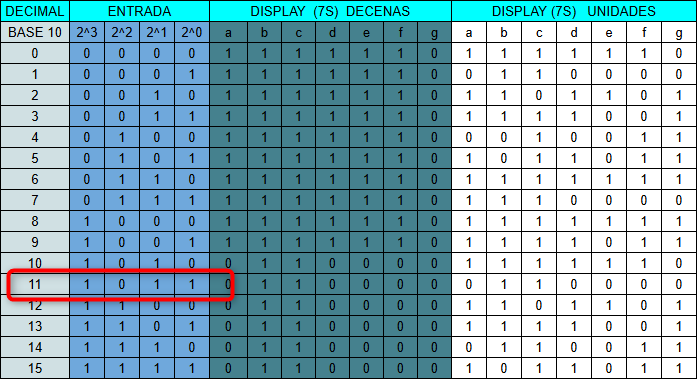 DECIMAL ENTRADA DISPLAY (7S) DECENAS DISPLAY (7S) UNIDADES
BASE 10 2^3 2^2 2^1 2^0 a b c d e f g a b c d e f g
0 0 0 0 0 1 1 1 1 1 1 0 1 1 1 1 1 1 0
1 0 0 0 1 1 1 1 1 1 1 0 0 1 1 0 0 0 0
2 0 0 1 0 1 1 1 1 1 1 0 1 1 0 1 1 0 1
3 0 0 1 1 1 1 1 1 1 1 0 1 1 1 1 0 0 1
4 0 1 0 0 1 1 1 1 1 1 0 0 0 1 0 0 1 1
5 0 1 0 1 1 1 1 1 1 1 0 1 0 1 1 0 1 1
6 0 1 1 0 1 1 1 1 1 1 0 1 1 1 1 1 1 1
7 0 1 1 1 1 1 1 1 1 1 0 1 1 1 0 0 0 0
8 1 0 0 0 1 1 1 1 1 1 0 1 1 1 1 1 1 1
9 1 0 0 1 1 1 1 1 1 1 0 1 1 1 1 0 1 1
10 1 0 1 0 0 1 1 0 0 0 0 1 1 1 1 1 1 0
11 1 0 1 1 0 1 1 0 0 0 0 0 1 1 0 0 0 0
12 1 1 0 0 0 1 1 0 0 0 0 1 1 0 1 1 0 1
13 1 1 0 1 0 1 1 0 0 0 0 1 1 1 1 0 0 1
14 1 1 1 0 0 1 1 0 0 0 0 0 1 1 0 0 1 1
15 1 1 1 1 0 1 1 0 0 0 0 1 0 1 1 0 1 1